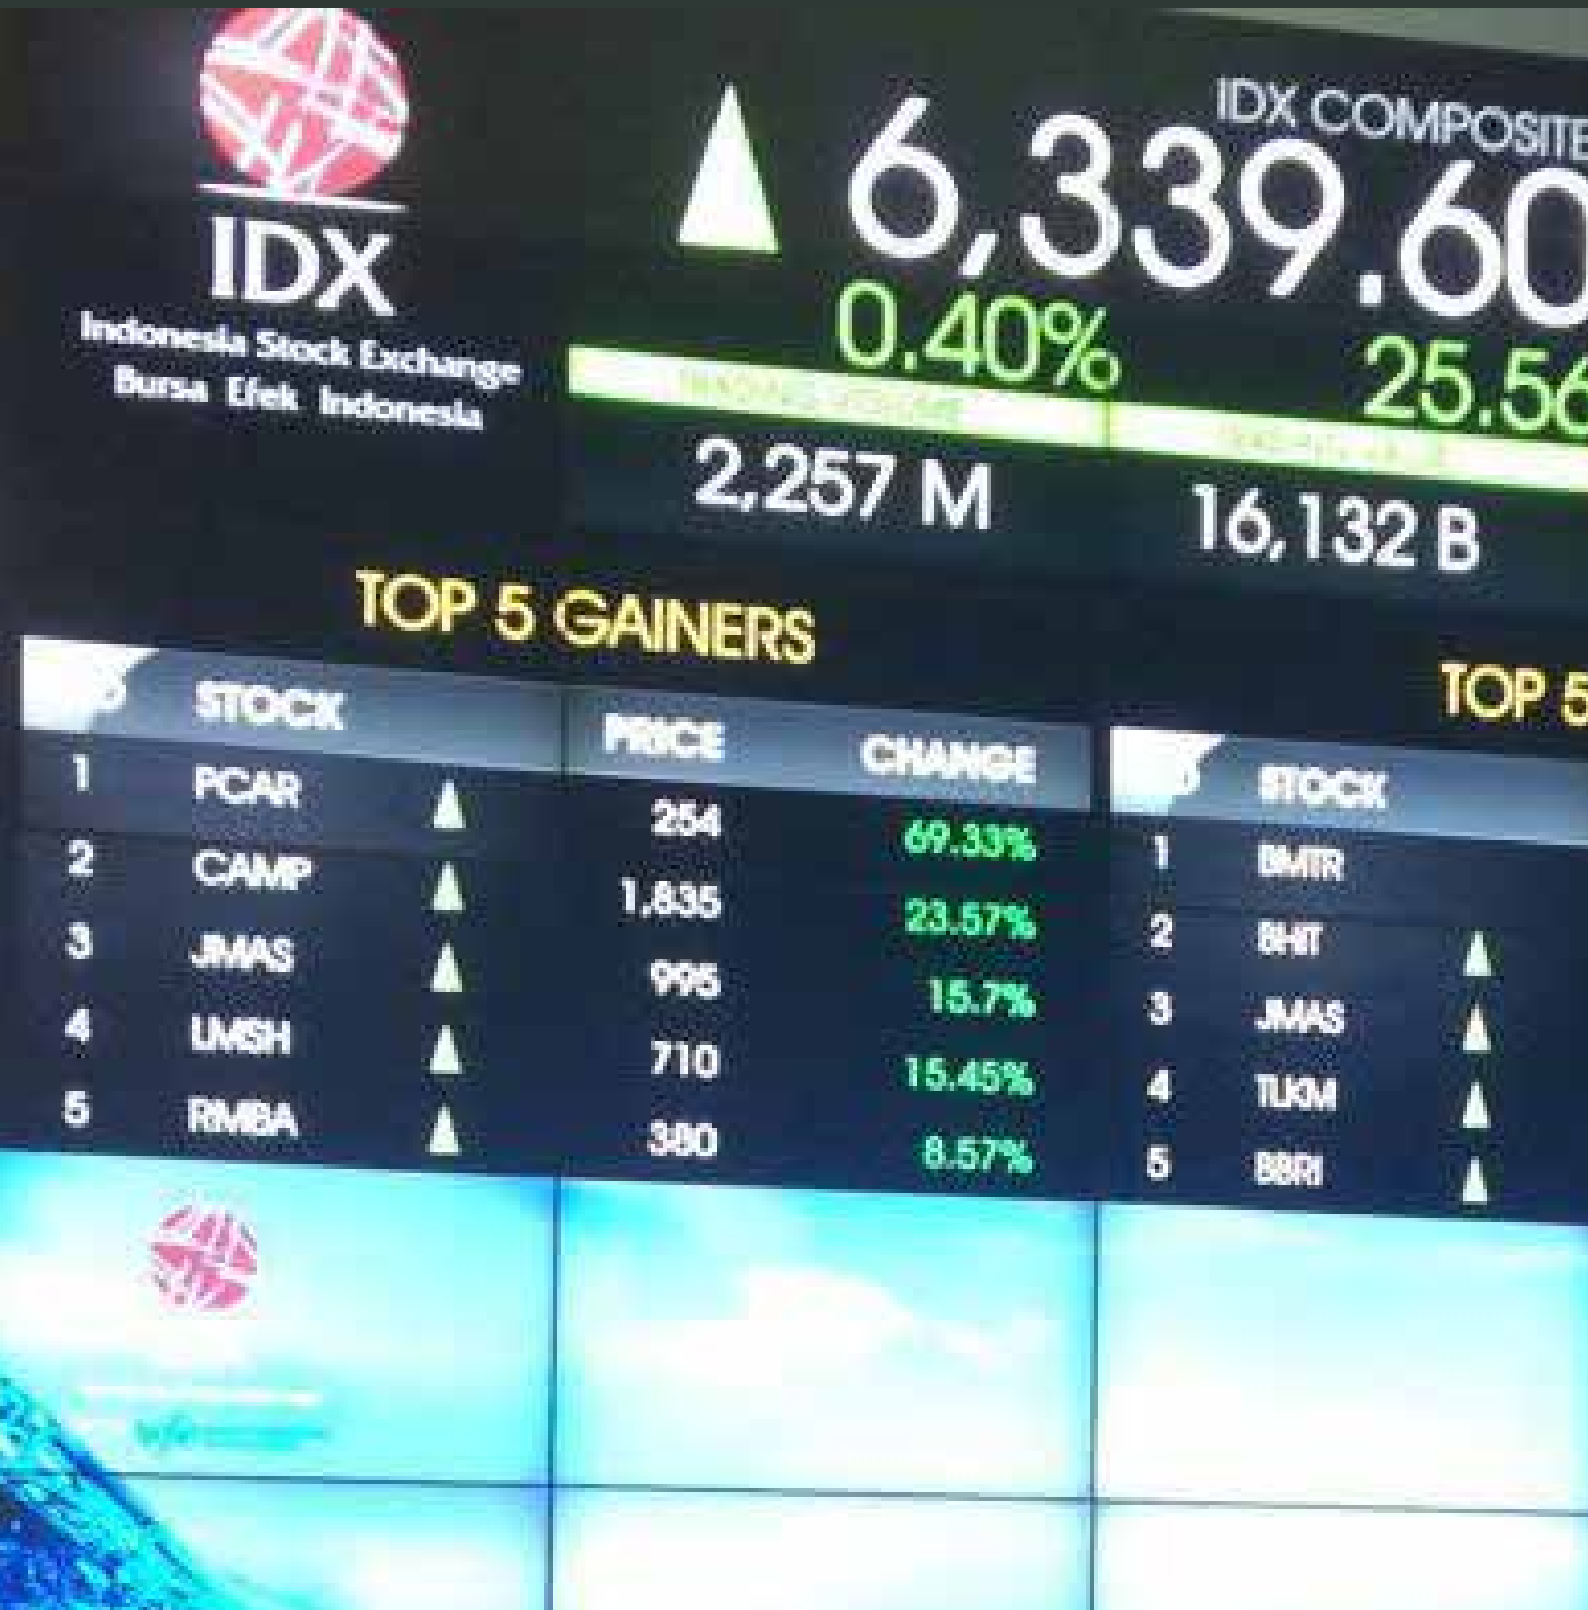 IDX
Indonesia Stock Exchange
Bursa Efek Indonesia
IDX COMPOSITE
6,339.60
0.40% 25.56
2,257 M 16,132 B
TOP 5 GAINERS
STOCK PRICE CHANGE
1 PCAR 254 69.33%
2 CAMP 1,835 23.57%
3 JMAS 995 15.7%
4 LMSH 710 15.45%
5 RMBA 380 8.57%
TOP 5
STOCK
1 BMTR
2 BHIT
3 JMAS
4 TLKM
5 BBRI